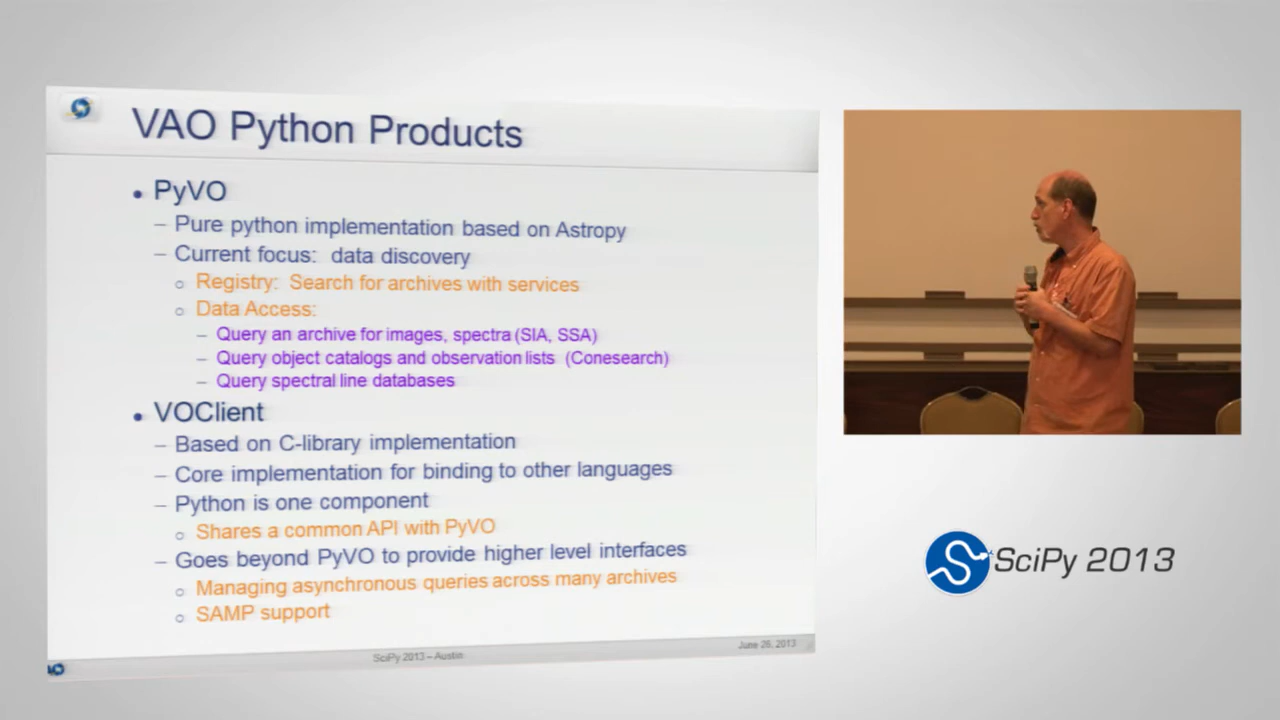 VAO Python Products
• PyVO
– Pure python implementation based on Astropy
– Current focus: data discovery
o Registry: Search for archives with services
o Data Access:
– Query an archive for images, spectra (SIA, SSA)
– Query object catalogs and observation lists (Conesearch)
– Query spectral line databases
• VOClient
– Based on C-library implementation
– Core implementation for binding to other languages
– Python is one component
o Shares a common API with PyVO
– Goes beyond PyVO to provide higher level interfaces
o Managing asynchronous queries across many archives
o SAMP support
SciPy 2013 – Austin
June 26, 2013
SciPy 2013